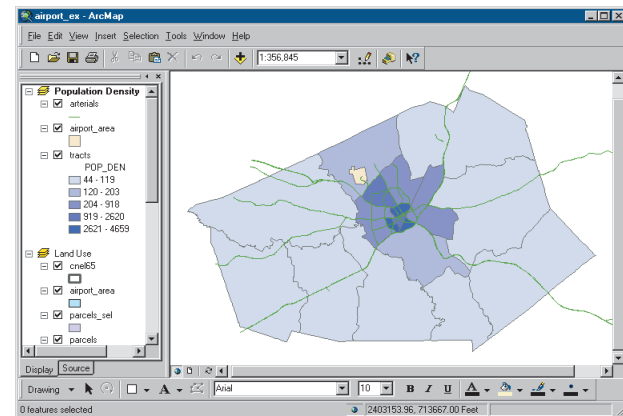 airport_ex - ArcMap
File Edit View Insert Selection Tools Window Help
1:356,845
Population Density
arterials
airport_area
tracts
POP_DEN
44 - 119
120 - 203
204 - 918
919 - 2620
2621 - 4659
Land Use
cnel65
airport_area
parcels_sel
parcels
Display Source
Drawing A Arial 10 B I U A
0 features selected 2403153.96, 713667.00 Feet